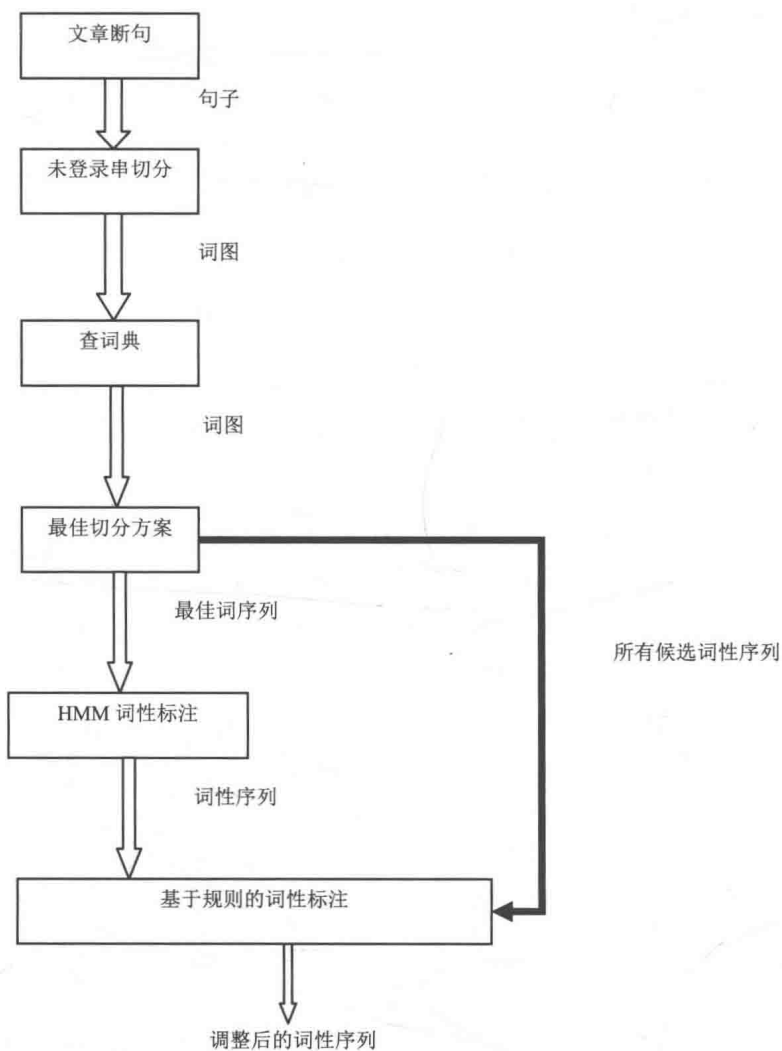 文章断句
句子
未登录串切分
词图
查词典
词图
最佳切分方案
最佳词序列
所有候选词性序列
HMM 词性标注
词性序列
基于规则的词性标注
调整后的词性序列